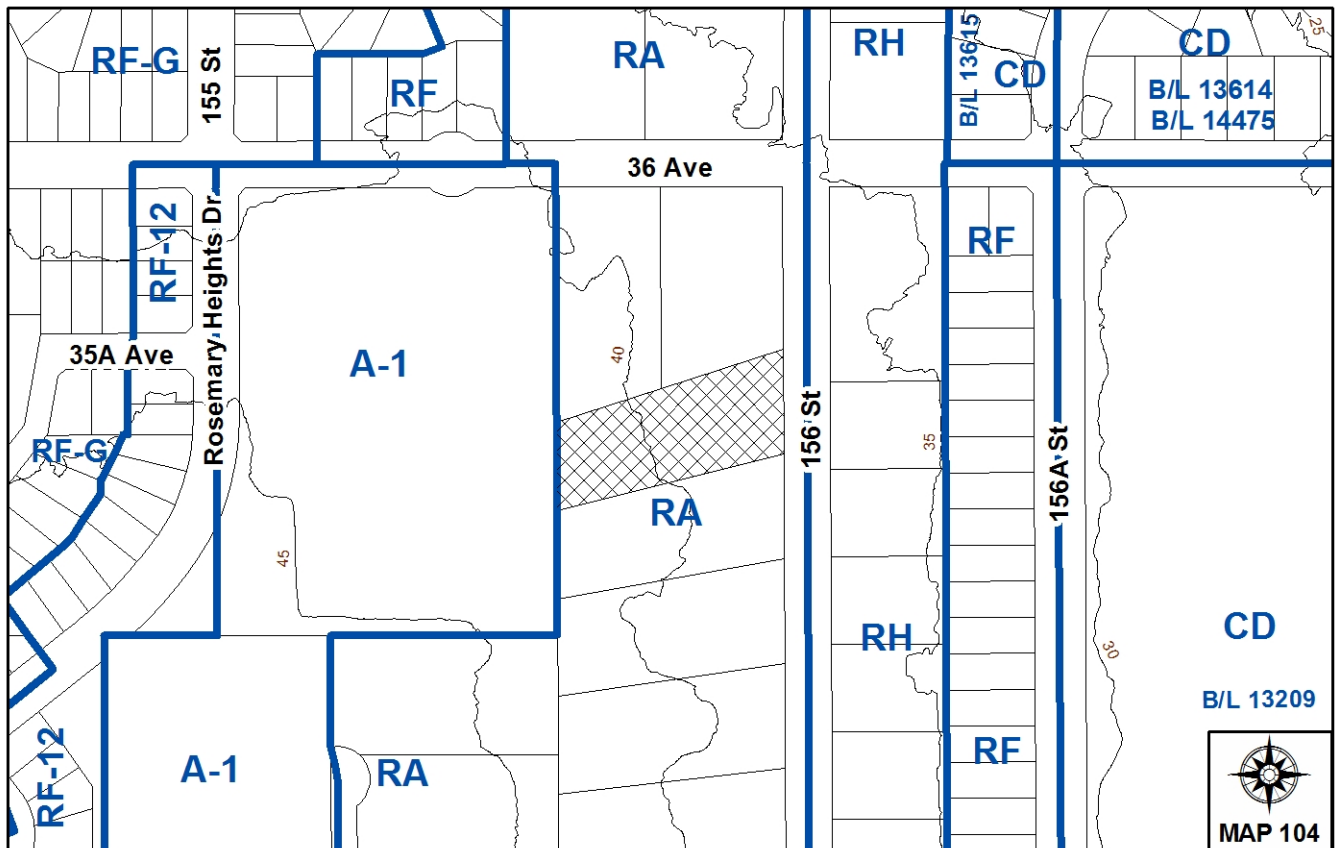 RF-G
155 St
RF
RA
RH
B/L 13615
CD
CD
B/L 13614
B/L 14475
25
36 Ave
RF-12
Rosemary Heights Dr
RF
35A Ave
A-1
40
RF-G
156 St
35
156A St
RA
45
RH
CD
30
B/L 13209
RF-12
A-1
RA
RF
MAP 104